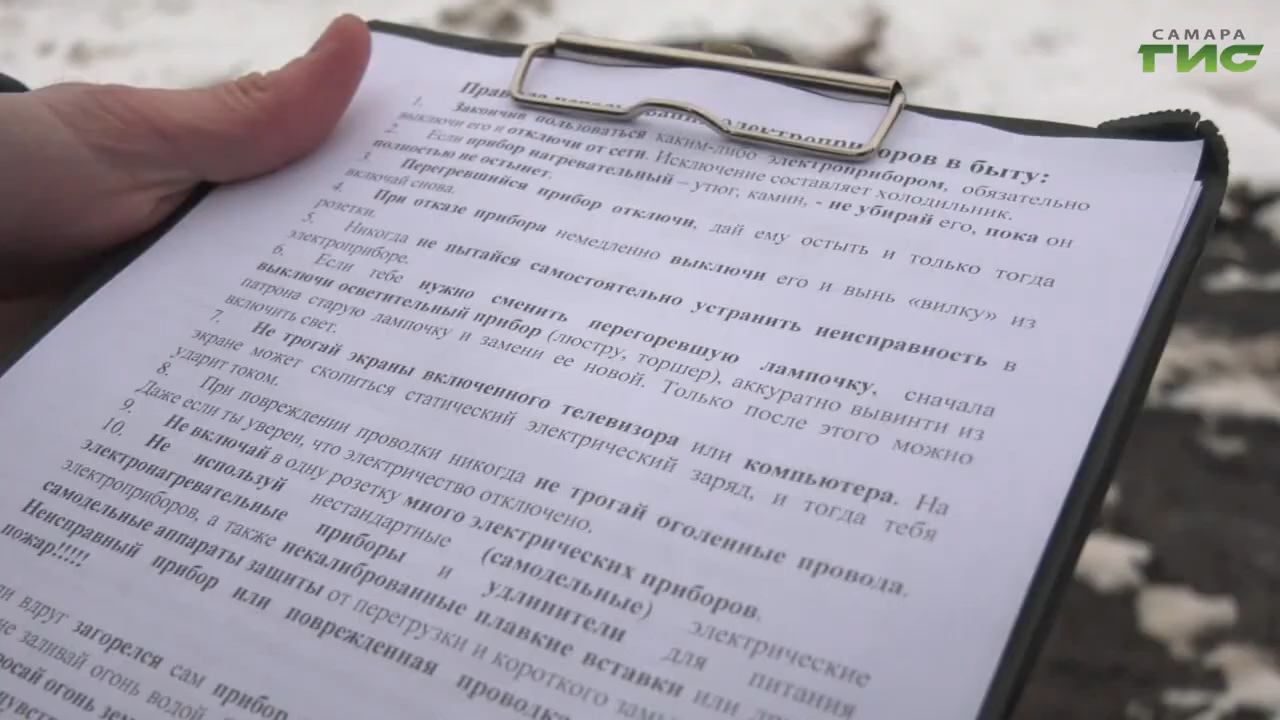 САМАРА
ГИС
электроприборов в быту:
1. Закончив пользоваться каким-либо электроприбором, обязательно
выключи его и отключи от сети. Исключение составляет холодильник.
2. Если прибор нагревательный – утюг, камин, - не убирай его, пока он
полностью не остынет.
3. Перегревшийся прибор отключи, дай ему остыть и только тогда
включай снова.
4. При отказе прибора немедленно выключи его и вынь «вилку» из
розетки.
5. Никогда не пытайся самостоятельно устранить неисправность в
электроприборе.
6. Если тебе нужно сменить перегоревшую лампочку, сначала
выключи осветительный прибор (люстру, торшер), аккуратно вывинти из
патрона старую лампочку и замени ее новой. Только после этого можно
включить свет.
7. Не трогай экраны включенного телевизора или компьютера. На
экране может скопиться статический электрический заряд, и тогда тебя
ударит током.
8. При повреждении проводки никогда не трогай оголенные провода.
Даже если ты уверен, что электричество отключено.
9. Не включай в одну розетку много электрических приборов.
10. Не используй нестандартные (самодельные) электрические
электронагревательные приборы и удлинители для питания
электроприборов, а также некалиброванные плавкие вставки или
самодельные аппараты защиты от перегрузки и короткого
Неисправный прибор или поврежденная
пожар!!!!!
вдруг загорелся сам прибор
не заливай огонь водой
огонь